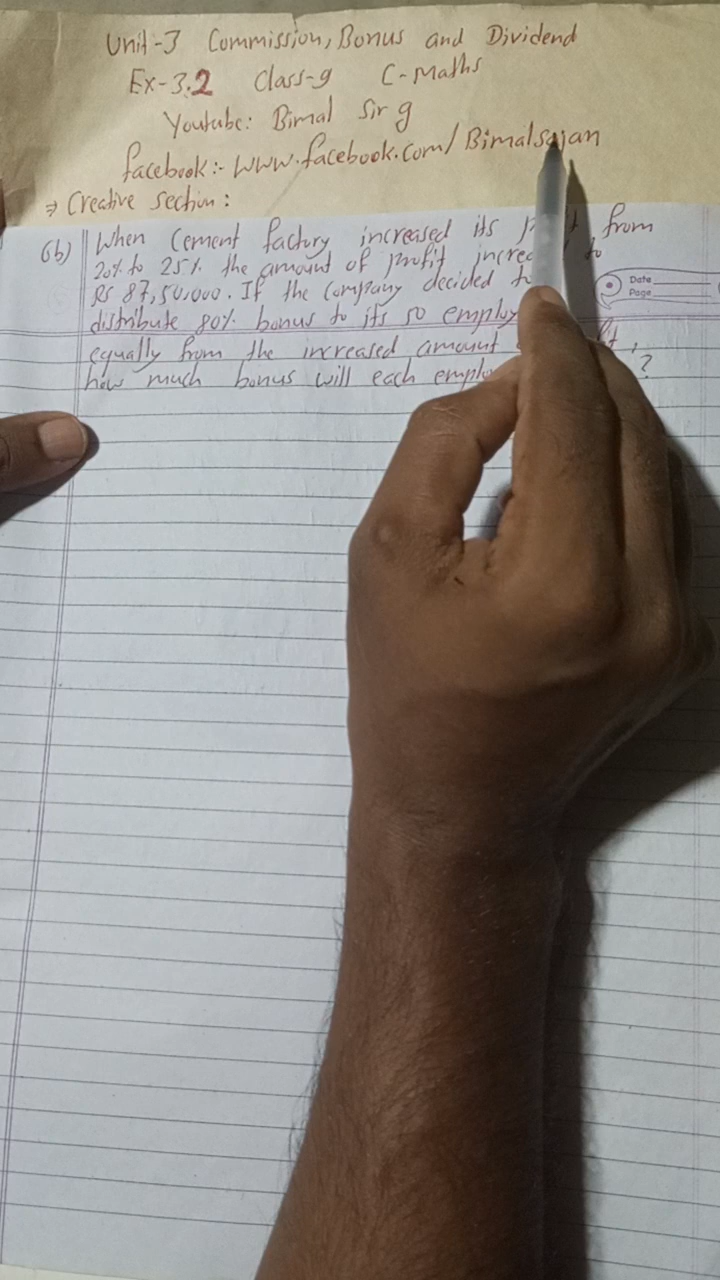 Unit-3 Commission, Bonus and Dividend
Ex-3.2 Class-9 C-Maths
Youtube: Bimal Sir g
facebook:- www.facebook.com/Bimalsajan
⇒ Creative section:
6b) When Cement factory increased its from
20% to 25% the amount of profit to
Rs 87,50,000. If the Company decided
distribute 80% bonus to its 50
equally from the increased amount
how much bonus will each ?
Date
Page